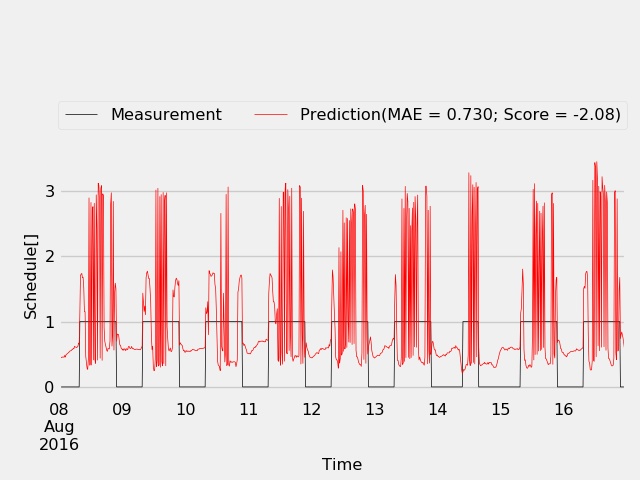 Measurement
Prediction(MAE = 0.730; Score = -2.08)
3
2
1
0
Schedule[]
08 09 10 11 12 13 14 15 16
Aug
2016
Time